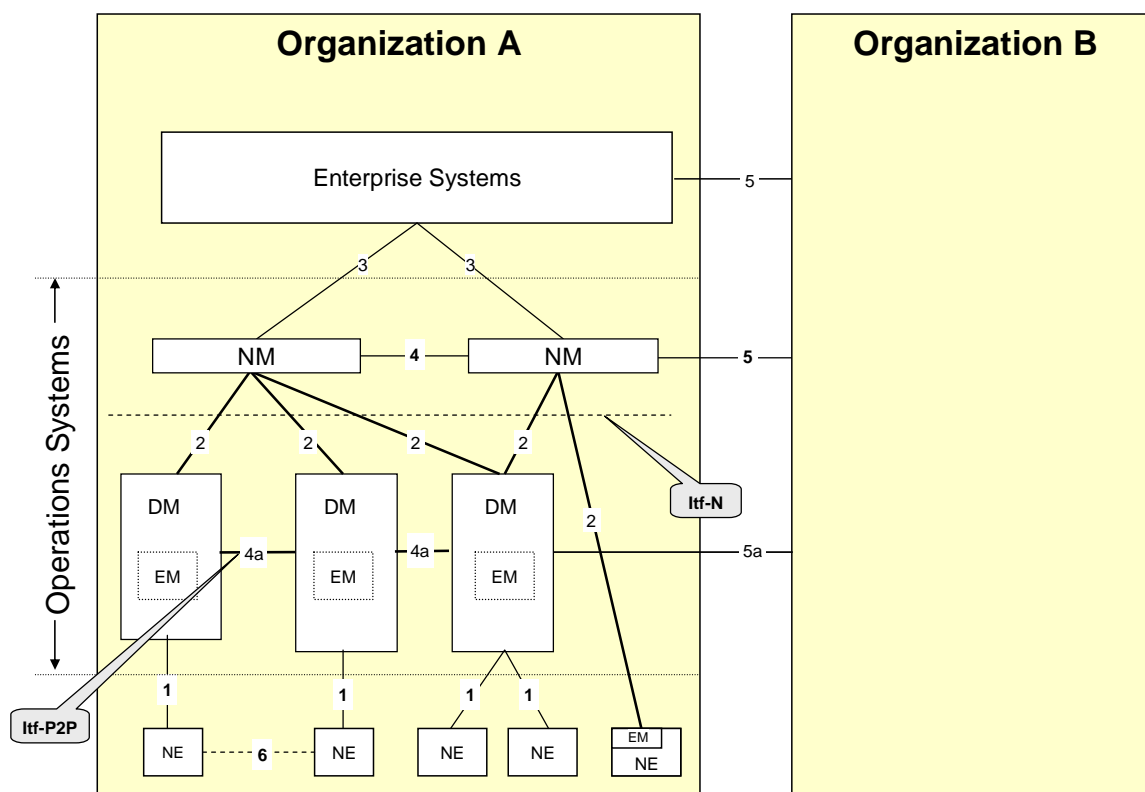 Organization A
Organization B
Enterprise Systems
5
3
3
Operations Systems
NM
4
NM
5
2
2
2
2
Itf-N
DM
DM
DM
2
4a
4a
5a
EM
EM
EM
1
1
1
1
Itf-P2P
NE
6
NE
NE
NE
EM
NE